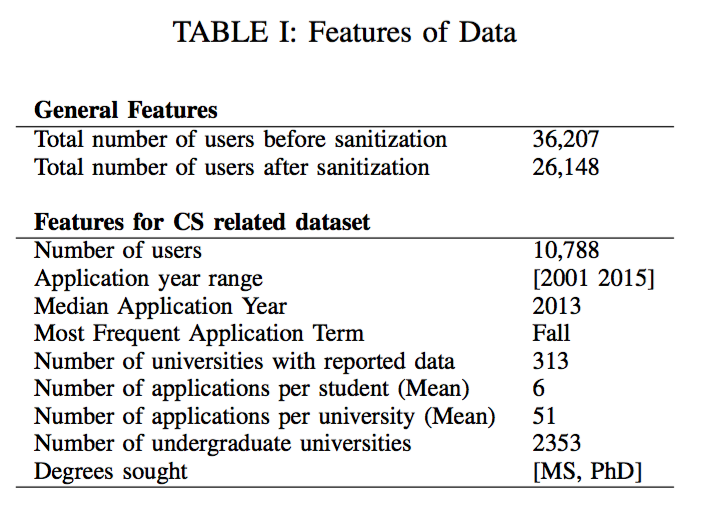 TABLE I: Features of Data
General Features
Total number of users before sanitization 36,207
Total number of users after sanitization 26,148
Features for CS related dataset
Number of users 10,788
Application year range [2001 2015]
Median Application Year 2013
Most Frequent Application Term Fall
Number of universities with reported data 313
Number of applications per student (Mean) 6
Number of applications per university (Mean) 51
Number of undergraduate universities 2353
Degrees sought [MS, PhD]